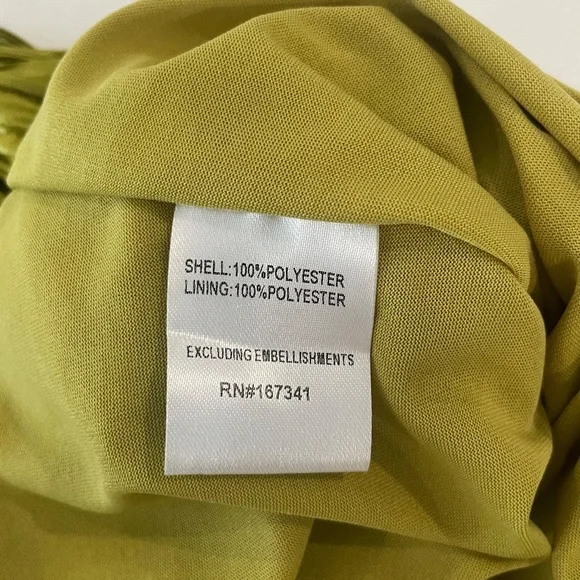 SHELL:100%POLYESTER
LINING:100%POLYESTER
EXCLUDING EMBELLISHMENTS
RN#167341